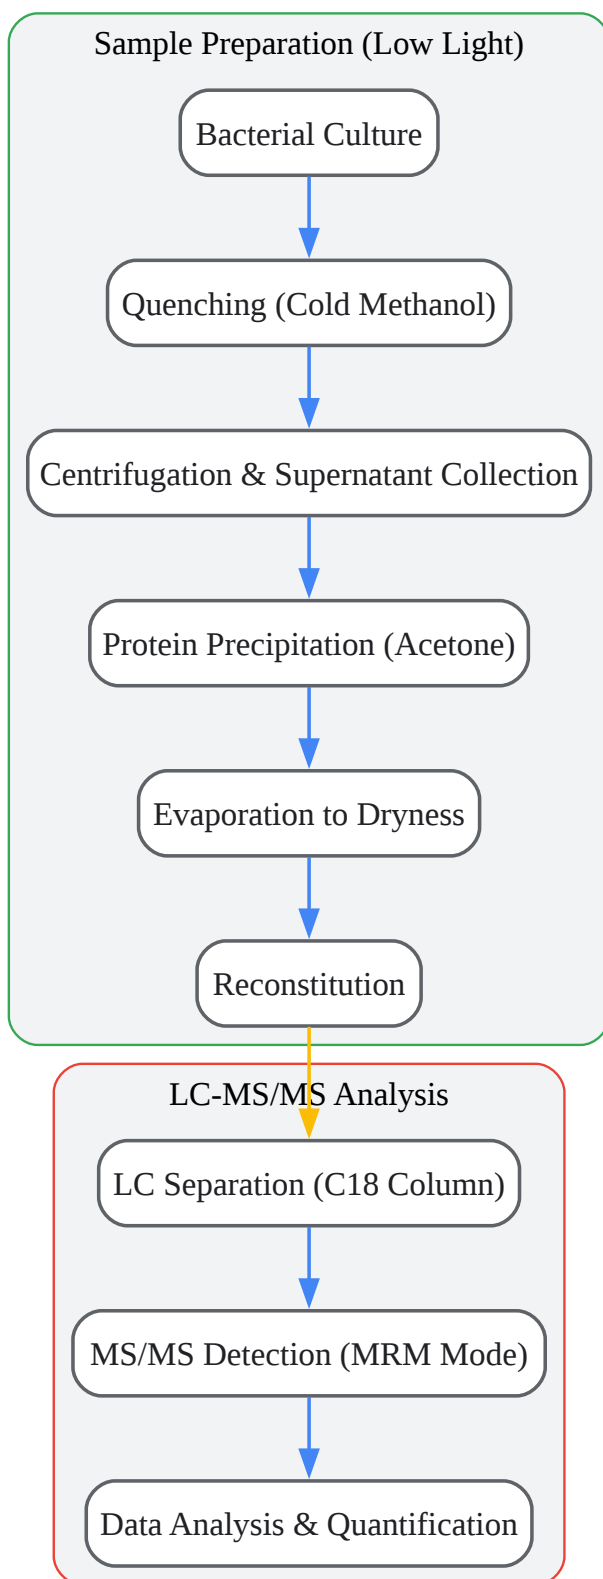 Sample Preparation (Low Light)
Bacterial Culture
Quenching (Cold Methanol)
Centrifugation & Supernatant Collection
Protein Precipitation (Acetone)
Evaporation to Dryness
Reconstitution
LC-MS/MS Analysis
LC Separation (C18 Column)
MS/MS Detection (MRM Mode)
Data Analysis & Quantification